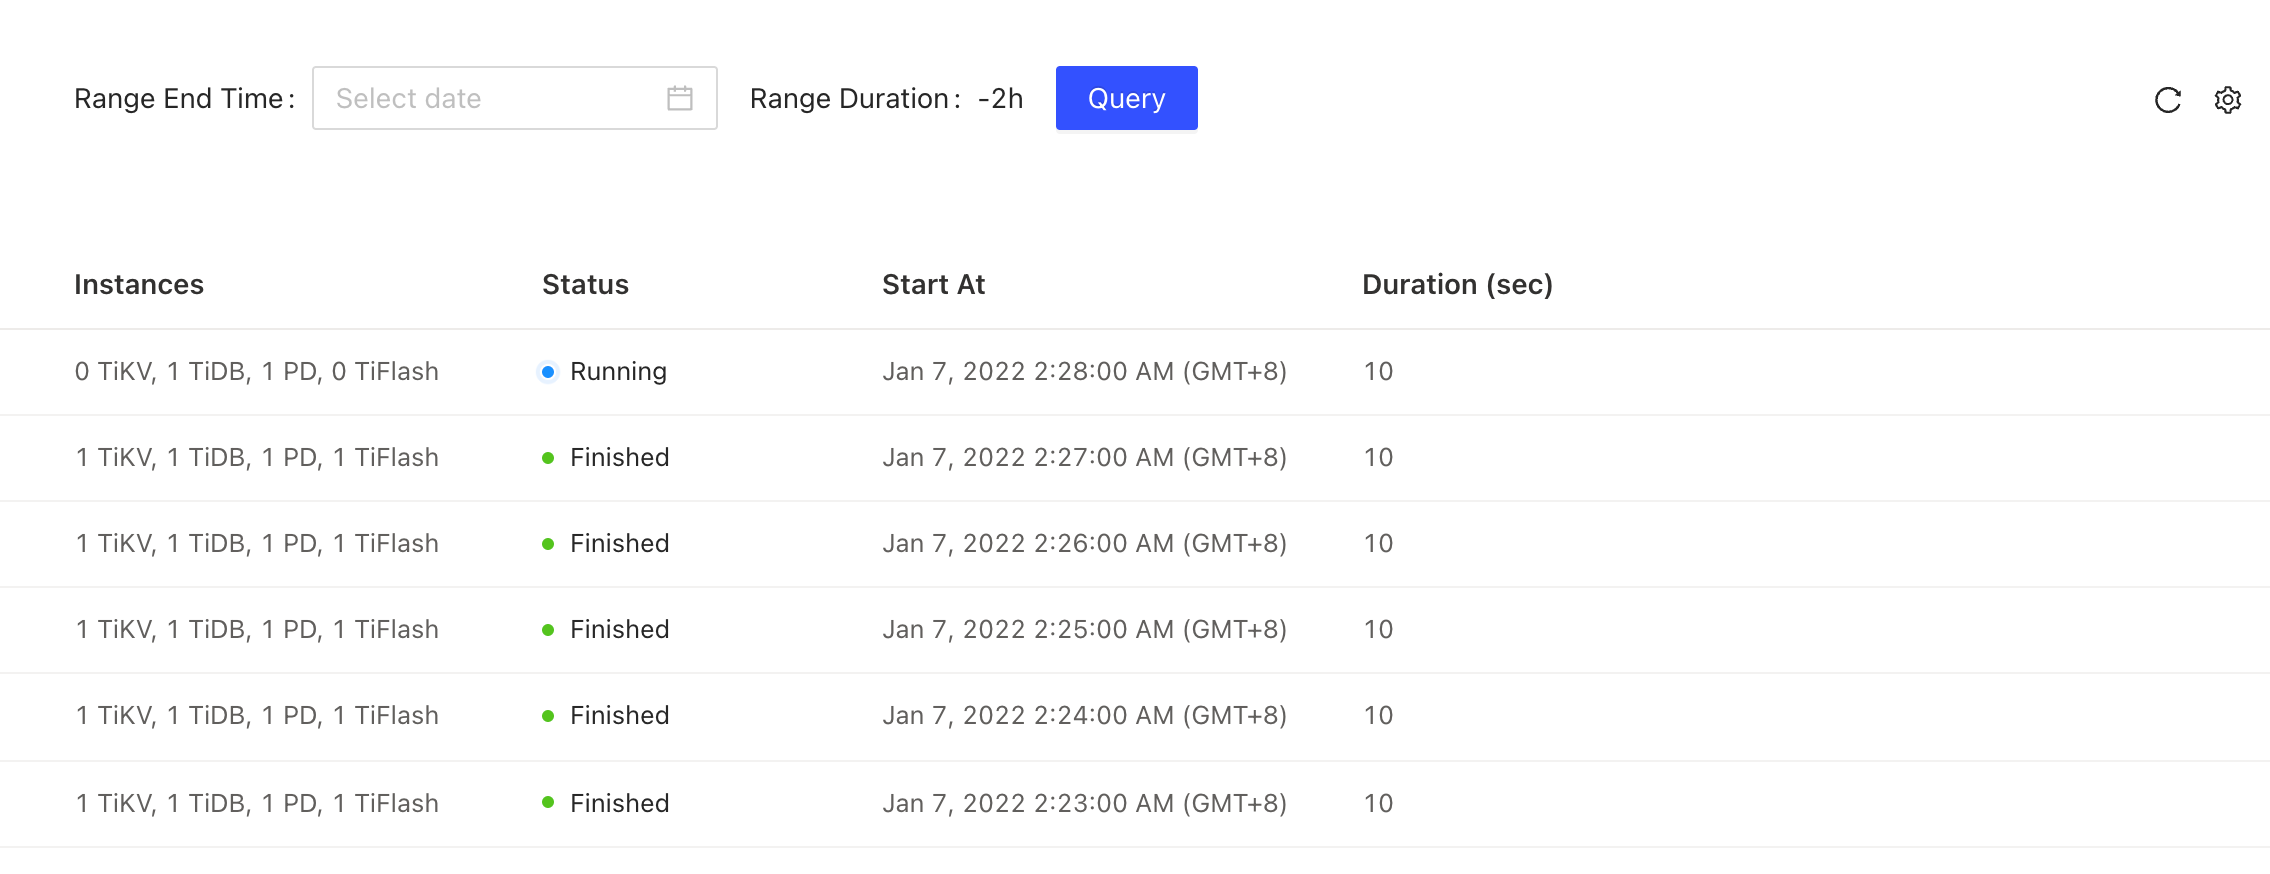 Range End Time: Select date Range Duration: -2h Query
Instances Status Start At Duration (sec)
0 TiKV, 1 TiDB, 1 PD, 0 TiFlash Running Jan 7, 2022 2:28:00 AM (GMT+8) 10
1 TiKV, 1 TiDB, 1 PD, 1 TiFlash Finished Jan 7, 2022 2:27:00 AM (GMT+8) 10
1 TiKV, 1 TiDB, 1 PD, 1 TiFlash Finished Jan 7, 2022 2:26:00 AM (GMT+8) 10
1 TiKV, 1 TiDB, 1 PD, 1 TiFlash Finished Jan 7, 2022 2:25:00 AM (GMT+8) 10
1 TiKV, 1 TiDB, 1 PD, 1 TiFlash Finished Jan 7, 2022 2:24:00 AM (GMT+8) 10
1 TiKV, 1 TiDB, 1 PD, 1 TiFlash Finished Jan 7, 2022 2:23:00 AM (GMT+8) 10